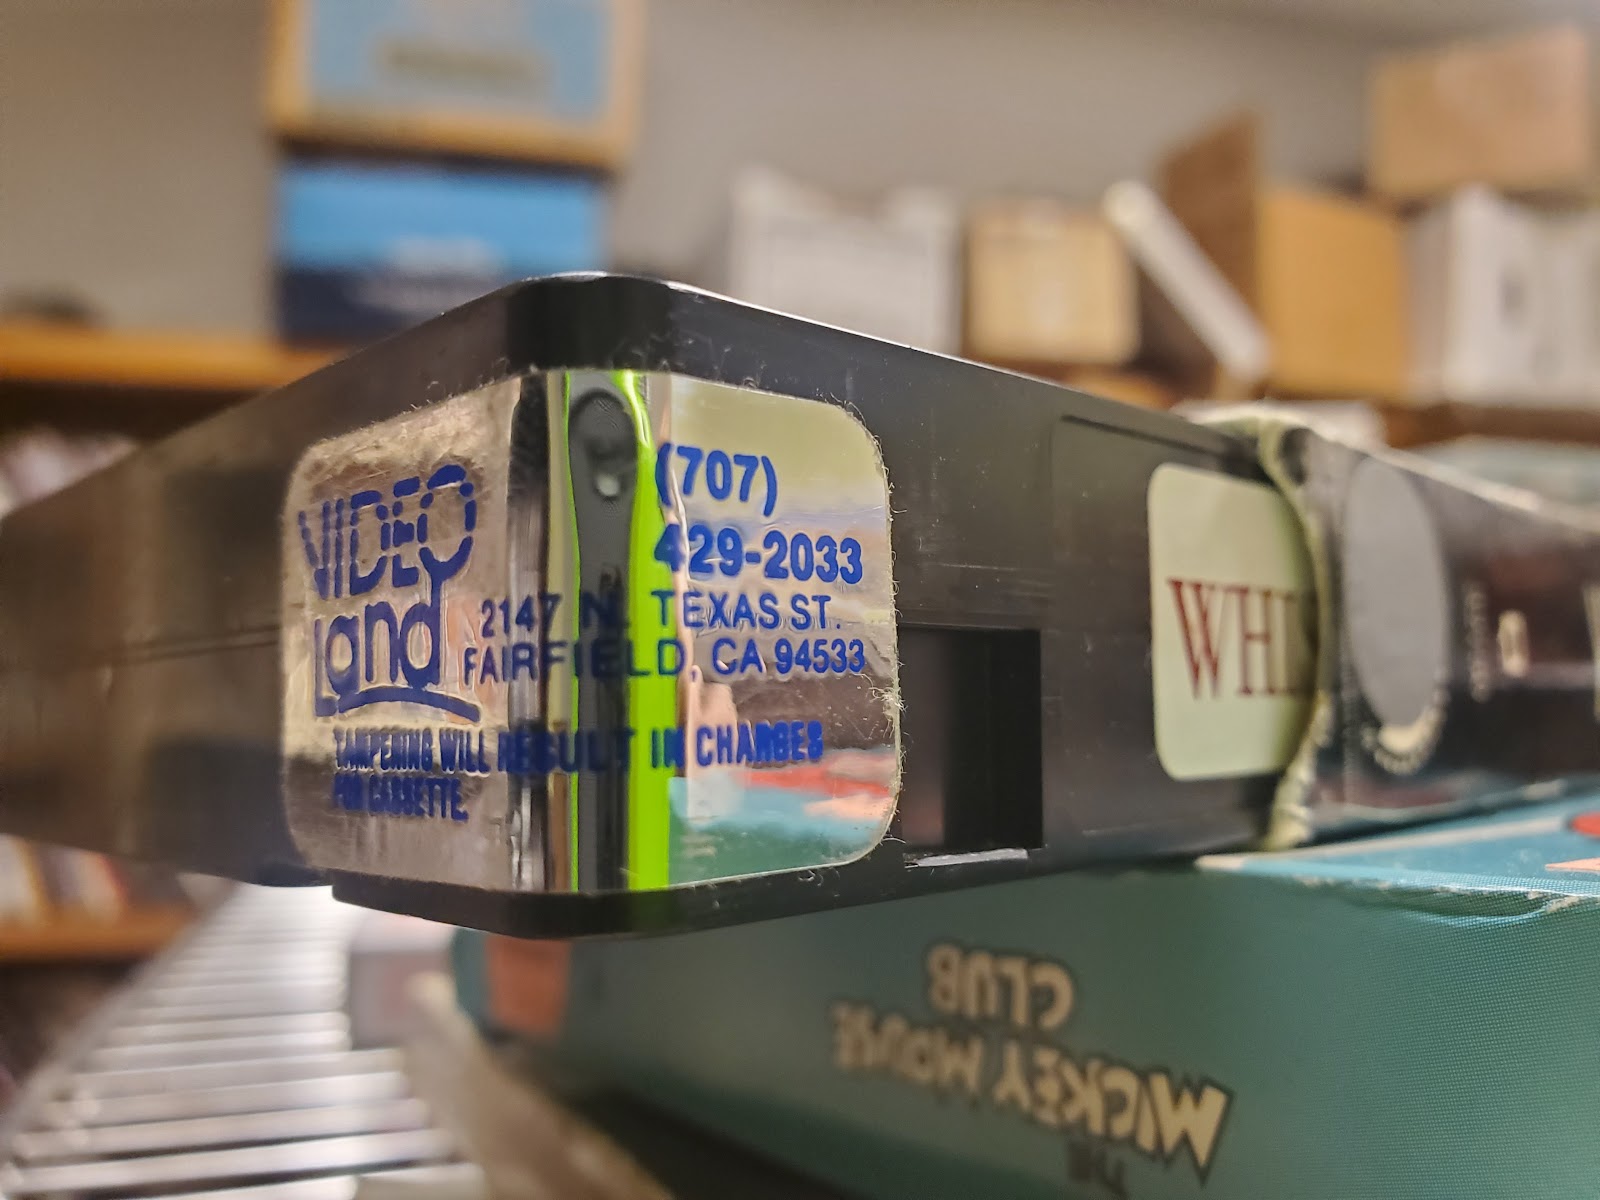 VIDEO
Land
(707)
429-2033
2147 N. TEXAS ST.
FAIRFIELD, CA 94533
TAMPERING WILL RESULT IN CHARGES
FOR CASSETTE.
WHI
THE
MICKEY MOUSE
CLUB